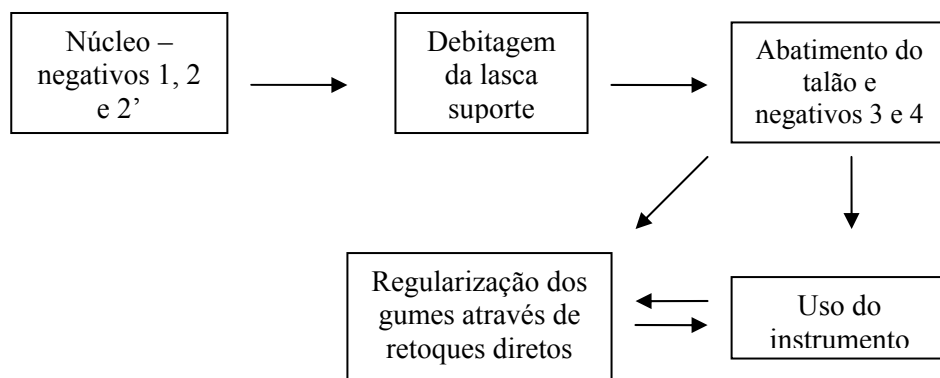 Núcleo –
negativos 1, 2
e 2’
Debitagem
da lasca
suporte
Abatimento do
talão e
negativos 3 e 4
Regularização dos
gumes através de
retoques diretos
Uso do
instrumento